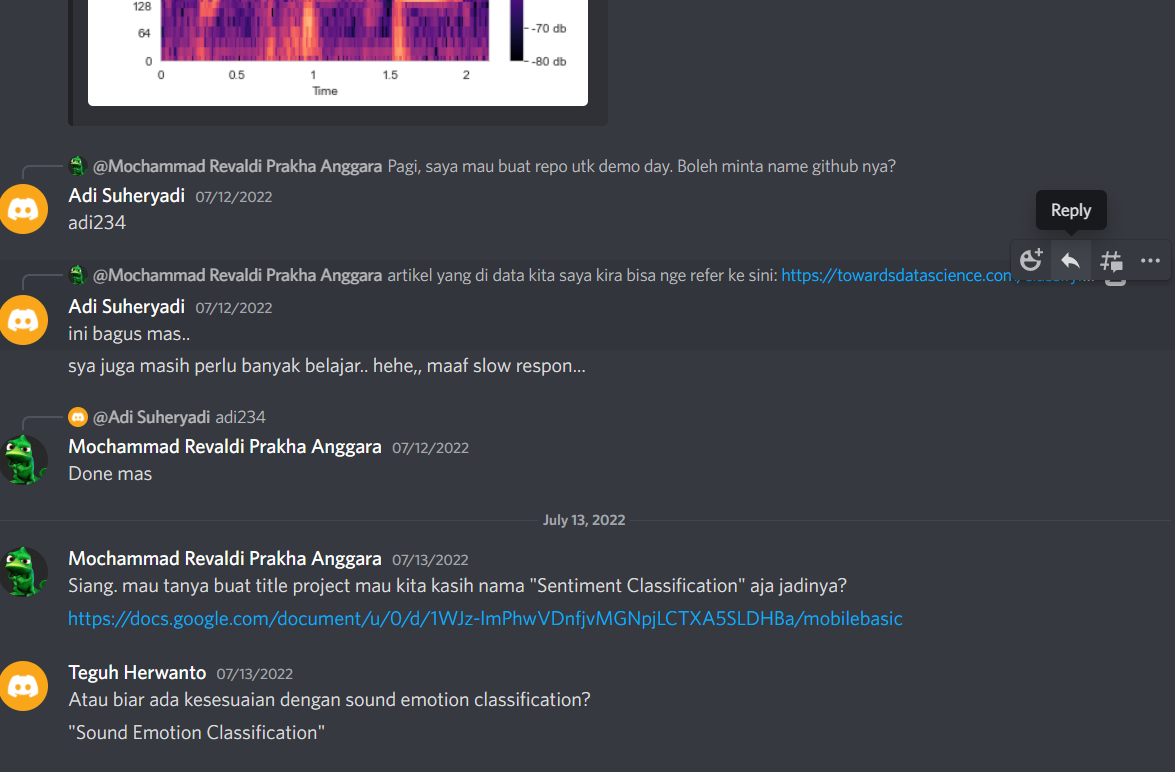 128
64
0
-70 db
-80 db
0 0.5 1 1.5 2
Time
@Mochammad Revaldi Prakha Anggara Pagi, saya mau buat repo utk demo day. Boleh minta name github nya?
Adi Suheryadi 07/12/2022
adi234
Reply
@Mochammad Revaldi Prakha Anggara artikel yang di data kita saya kira bisa nge refer ke sini: https://towardsdatascience.com
Adi Suheryadi 07/12/2022
ini bagus mas..
sya juga masih perlu banyak belajar.. hehe,, maaf slow respon...
@Adi Suheryadi adi234
Mochammad Revaldi Prakha Anggara 07/12/2022
Done mas
July 13, 2022
Mochammad Revaldi Prakha Anggara 07/13/2022
Siang. mau tanya buat title project mau kita kasih nama "Sentiment Classification" aja jadinya?
https://docs.google.com/document/u/0/d/1WJz-lmPhwVDnfjvMGNpjLCTXA5SLDHBa/mobilebasic
Teguh Herwanto 07/13/2022
Atau biar ada kesesuaian dengan sound emotion classification?
"Sound Emotion Classification"